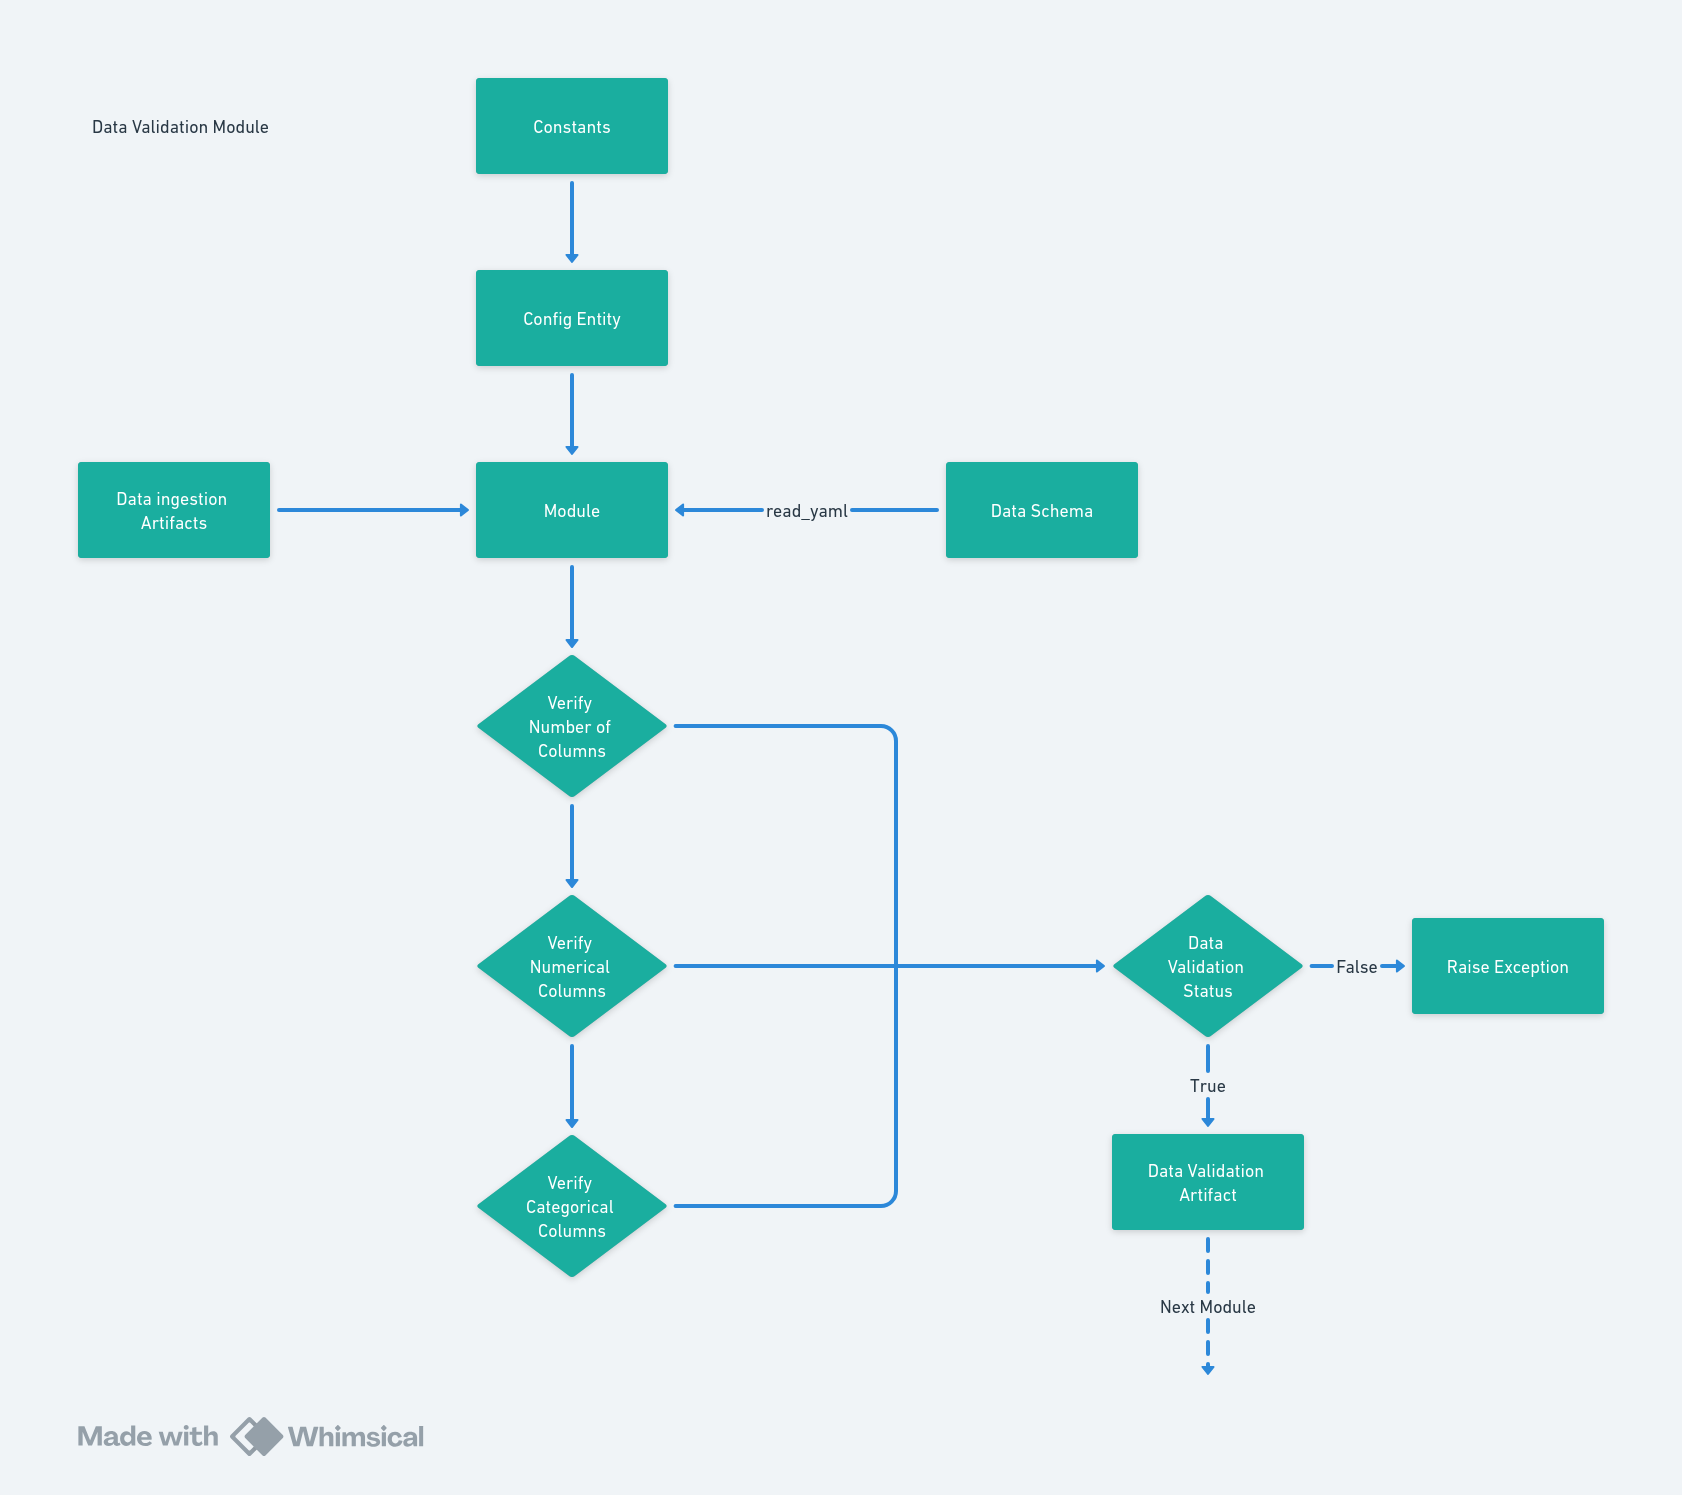 Data Validation Module
Constants
Config Entity
Data ingestion
Artifacts
Module
read_yaml
Data Schema
Verify
Number of
Columns
Verify
Numerical
Columns
Data
Validation
Status
False
Raise Exception
True
Verify
Categorical
Columns
Data Validation
Artifact
Next Module
Made with Whimsical